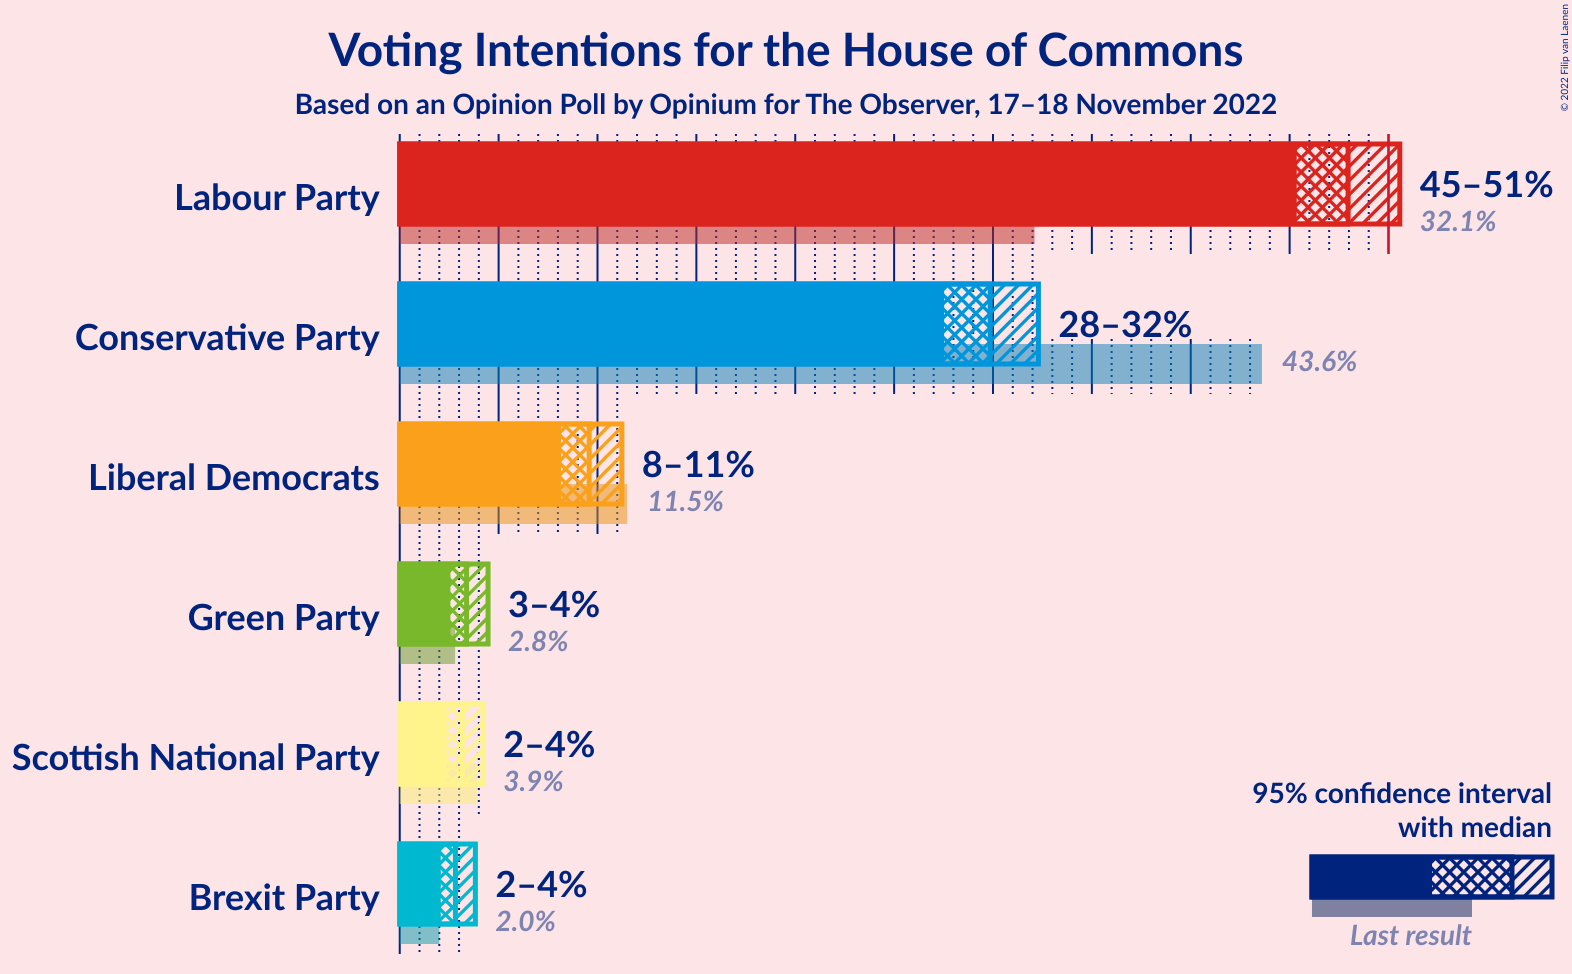 Voting Intentions for the House of Commons
Based on an Opinion Poll by Opinium for The Observer, 17–18 November 2022
© 2022 Filip van Laenen
Labour Party
45–51%
32.1%
Conservative Party
28–32%
43.6%
Liberal Democrats
8–11%
11.5%
Green Party
3–4%
2.8%
Scottish National Party
2–4%
3.9%
Brexit Party
2–4%
2.0%
95% confidence interval
with median
Last result